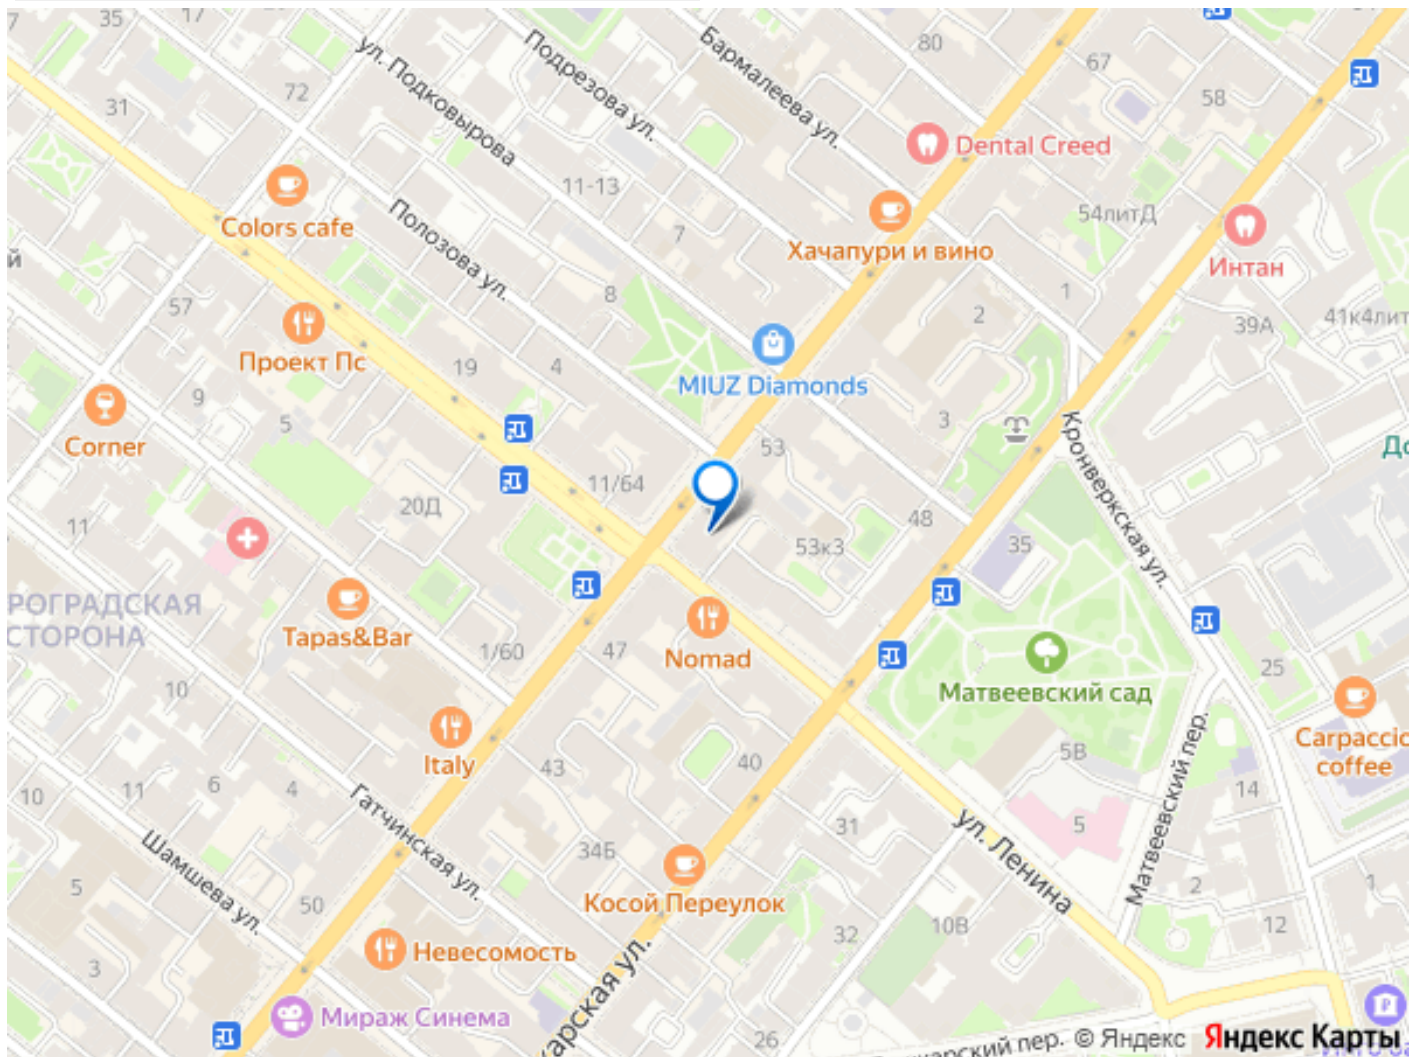 35
17
80
67
58
31
72
ул. Подковырова
Подрезова ул.
Бармалеева ул.
Dental Creed
11-13
Colors cafe
Полозова ул.
7
Хачапури и вино
54литД
Интан
й
57
8
2
1
39А
41к4лит
Проект Пс
19
4
MIUZ Diamonds
9
5
3
Corner
53
Кронверкская ул.
До
11/64
20Д
11
48
53к3
35
РОГРАДСКАЯ
СТОРОНА
Tapas&Bar
1/60
47
Nomad
Матвеевский сад
25
10
Italy
43
40
5В
Матвеевский пер.
Carpaccio
coffee
10
11
6
4
Гатчинская ул.
31
ул. Ленина
5
14
Шамшева ул.
34Б
Косой Переулок
5
50
32
10В
2
12
1
Невесомость
3
Мираж Синема
карская ул.
26
карский пер.
© Яндекс Яндекс Карты